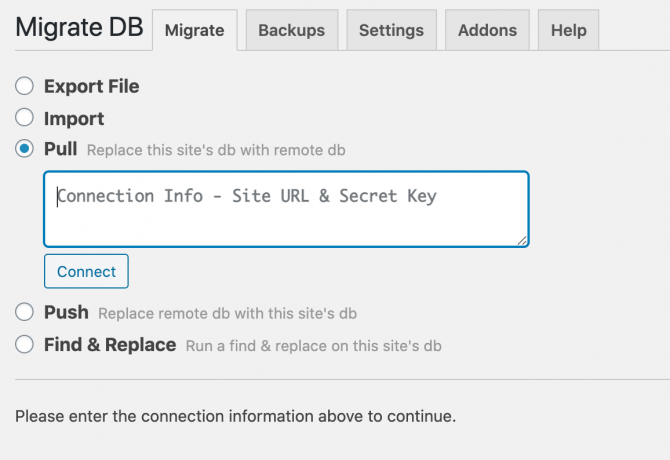 Migrate DB Migrate Backups Settings Addons Help
Export File
Import
Pull Replace this site's db with remote db
Connection Info - Site URL & Secret Key
Connect
Push Replace remote db with this site's db
Find & Replace Run a find & replace on this site's db
Please enter the connection information above to continue.